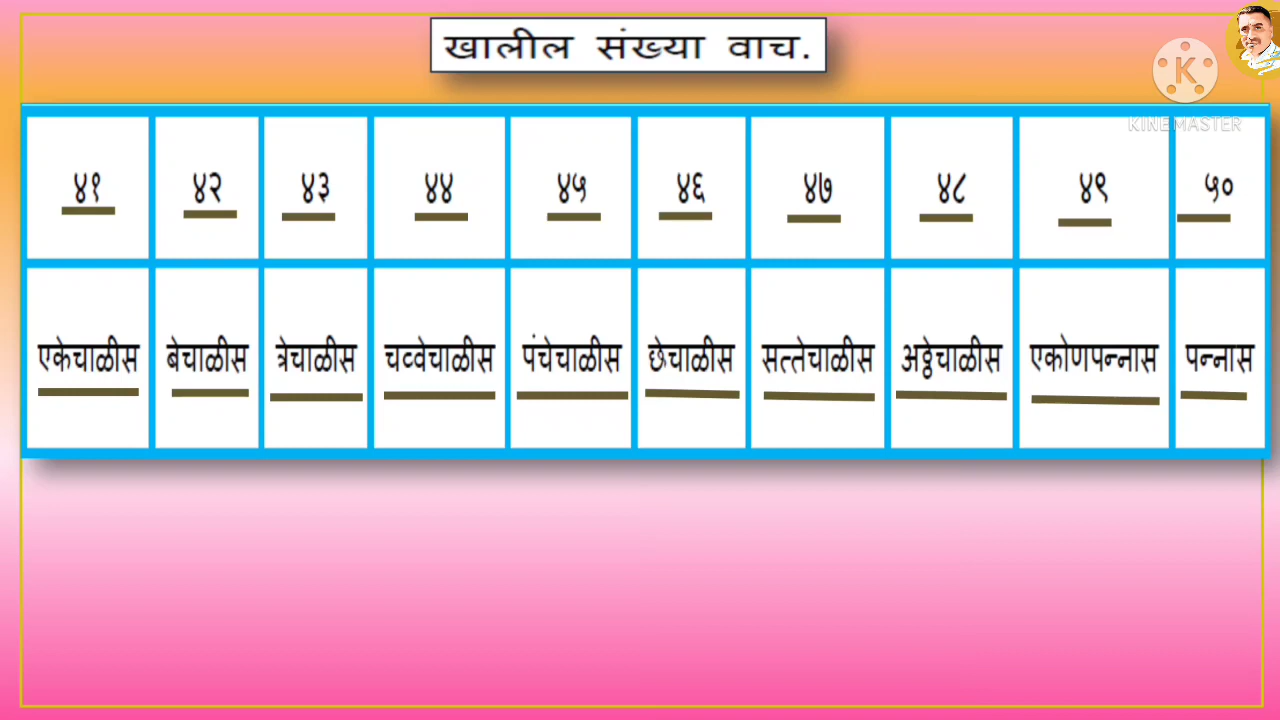 खालील संख्या वाच.
KINEMASTER
४१ ४२ ४३ ४४ ४५ ४६ ४७ ४८ ४९ ५०
एकेचाळीस बेचाळीस त्रेचाळीस चव्वेचाळीस पंचेचाळीस छेचाळीस सत्तेचाळीस अठ्ठेचाळीस एकोणपन्नास पन्नास